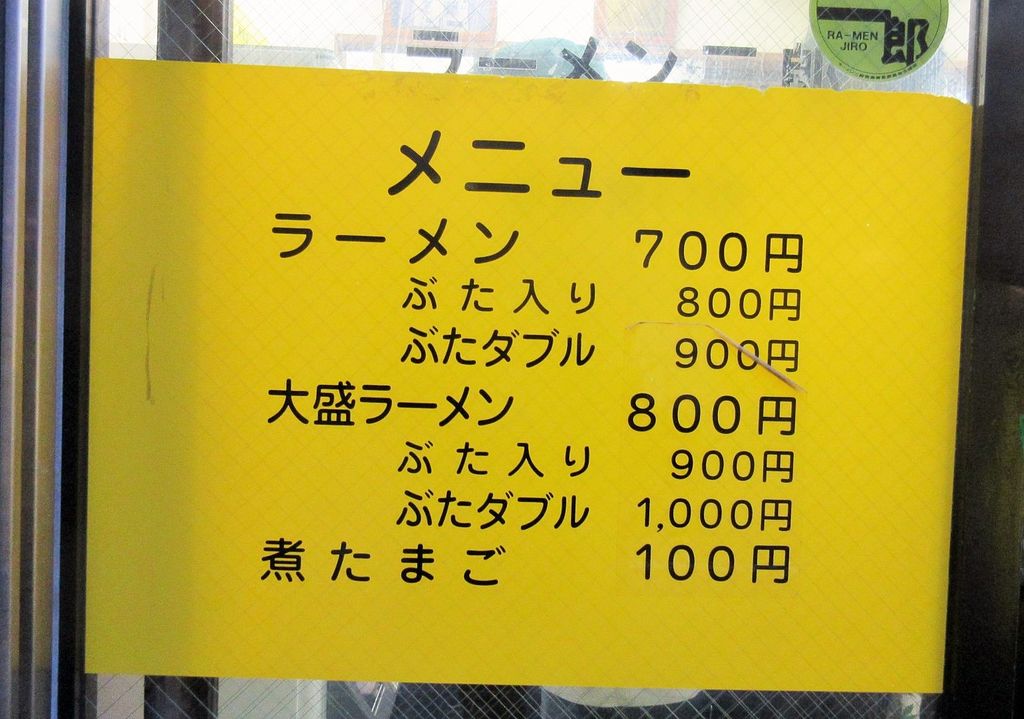 ラーメン二郎
二郎
RA-MEN
JIRO
メニュー
ラーメン 700円
ぶた入り 800円
ぶたダブル 900円
大盛ラーメン 800円
ぶた入り 900円
ぶたダブル 1,000円
煮たまご 100円